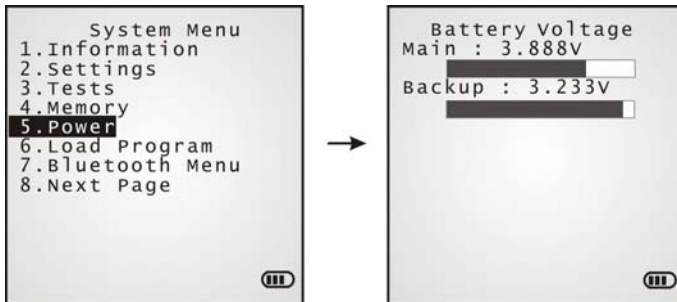 System Menu
1.Information
2.Settings
3.Tests
4.Memory
5.Power
6.Load Program
7.Bluetooth Menu
8.Next Page
Battery Voltage
Main : 3.888V
Backup : 3.233V